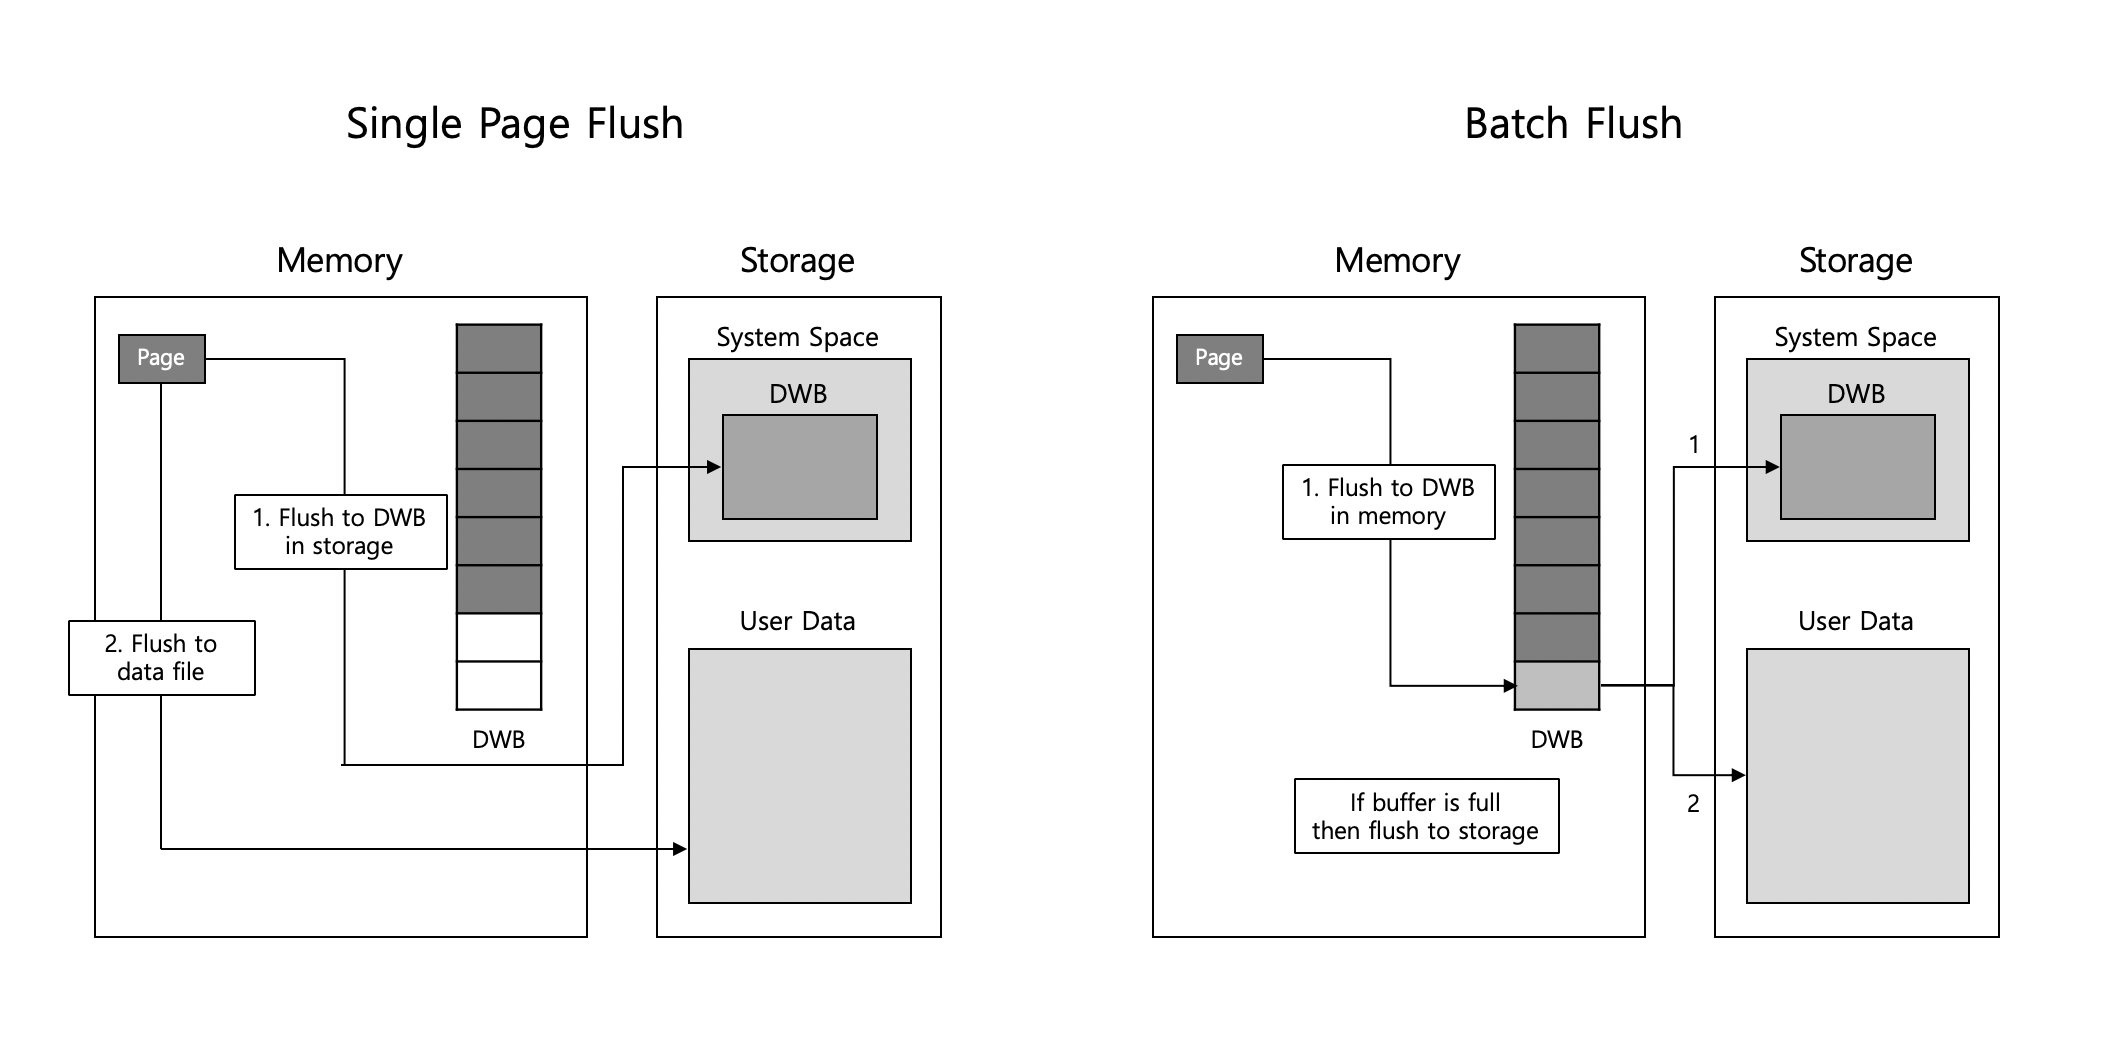 Single Page Flush
Memory
Storage
Page
System Space
DWB
1. Flush to DWB
in storage
2. Flush to
data file
User Data
DWB
Batch Flush
Memory
Storage
Page
System Space
DWB
1
1. Flush to DWB
in memory
User Data
DWB
2
If buffer is full
then flush to storage